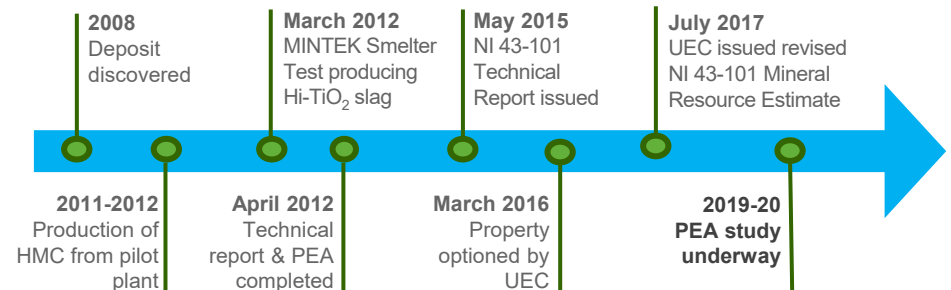 2008
Deposit
discovered
March 2012
MINTEK Smelter
Test producing
Hi-TiO₂ slag
May 2015
NI 43-101
Technical
Report issued
July 2017
UEC issued revised
NI 43-101 Mineral
Resource Estimate
2011-2012
Production of
HMC from pilot
plant
April 2012
Technical
report & PEA
completed
March 2016
Property
optioned by
UEC
2019-20
PEA study
underway